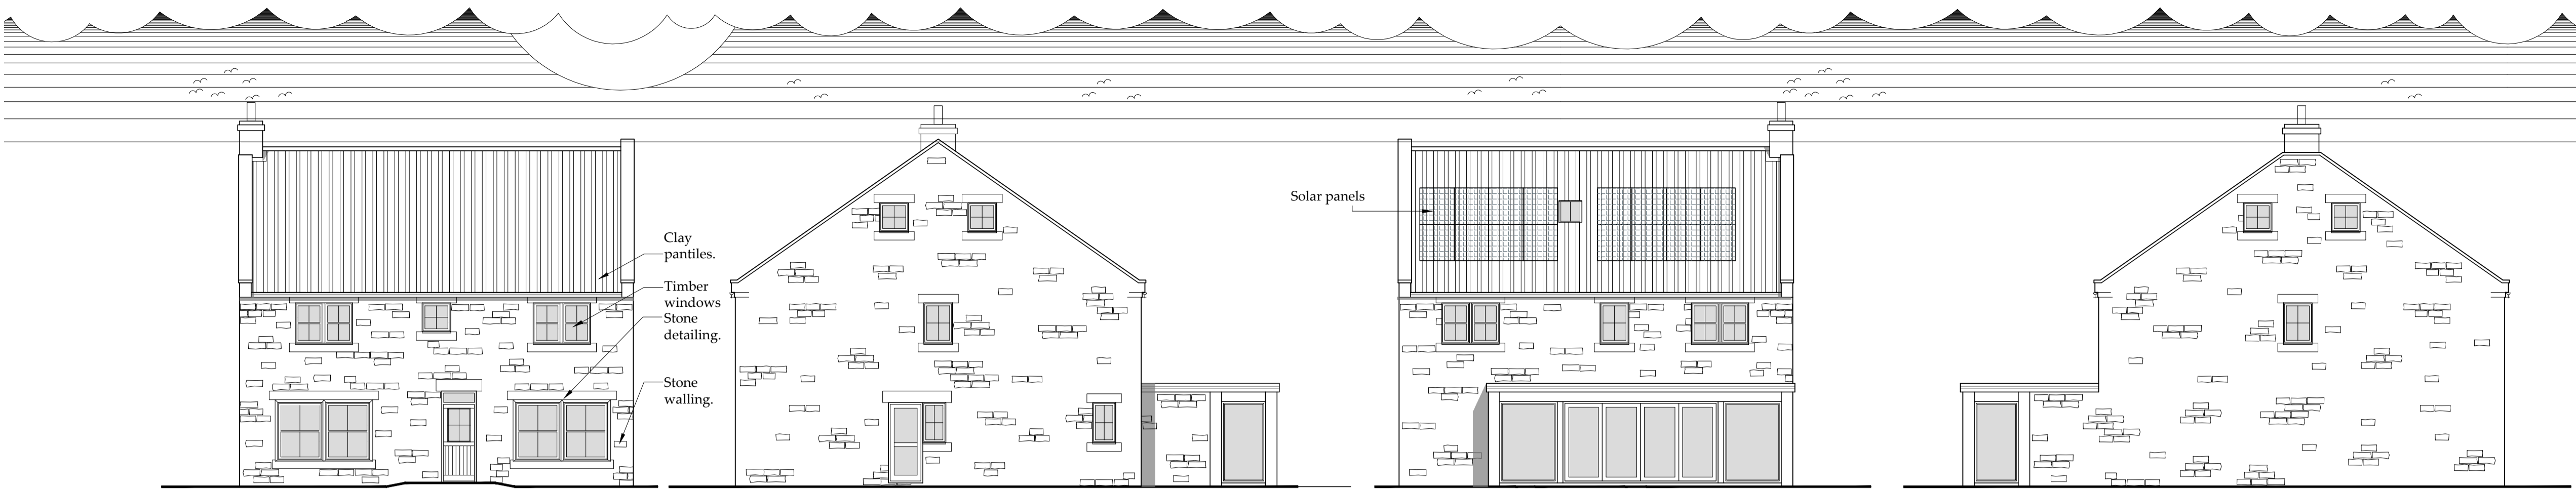 Clay
pantiles.
Timber
windows
Stone
detailing.
Stone
walling.
Solar panels